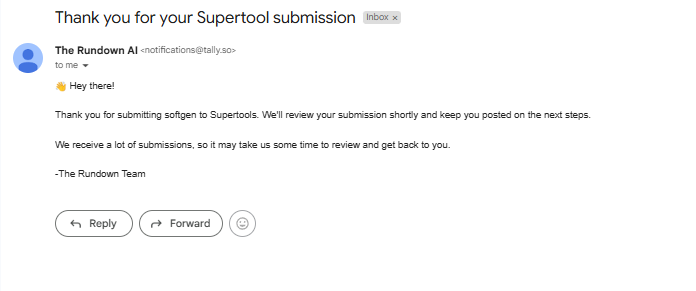 Thank you for your Supertool submission Inbox x
The Rundown AI <notifications@tally.so>
to me
👋 Hey there!
Thank you for submitting softgen to Supertools. We'll review your submission shortly and keep you posted on the next steps.
We receive a lot of submissions, so it may take us some time to review and get back to you.
-The Rundown Team
Reply Forward